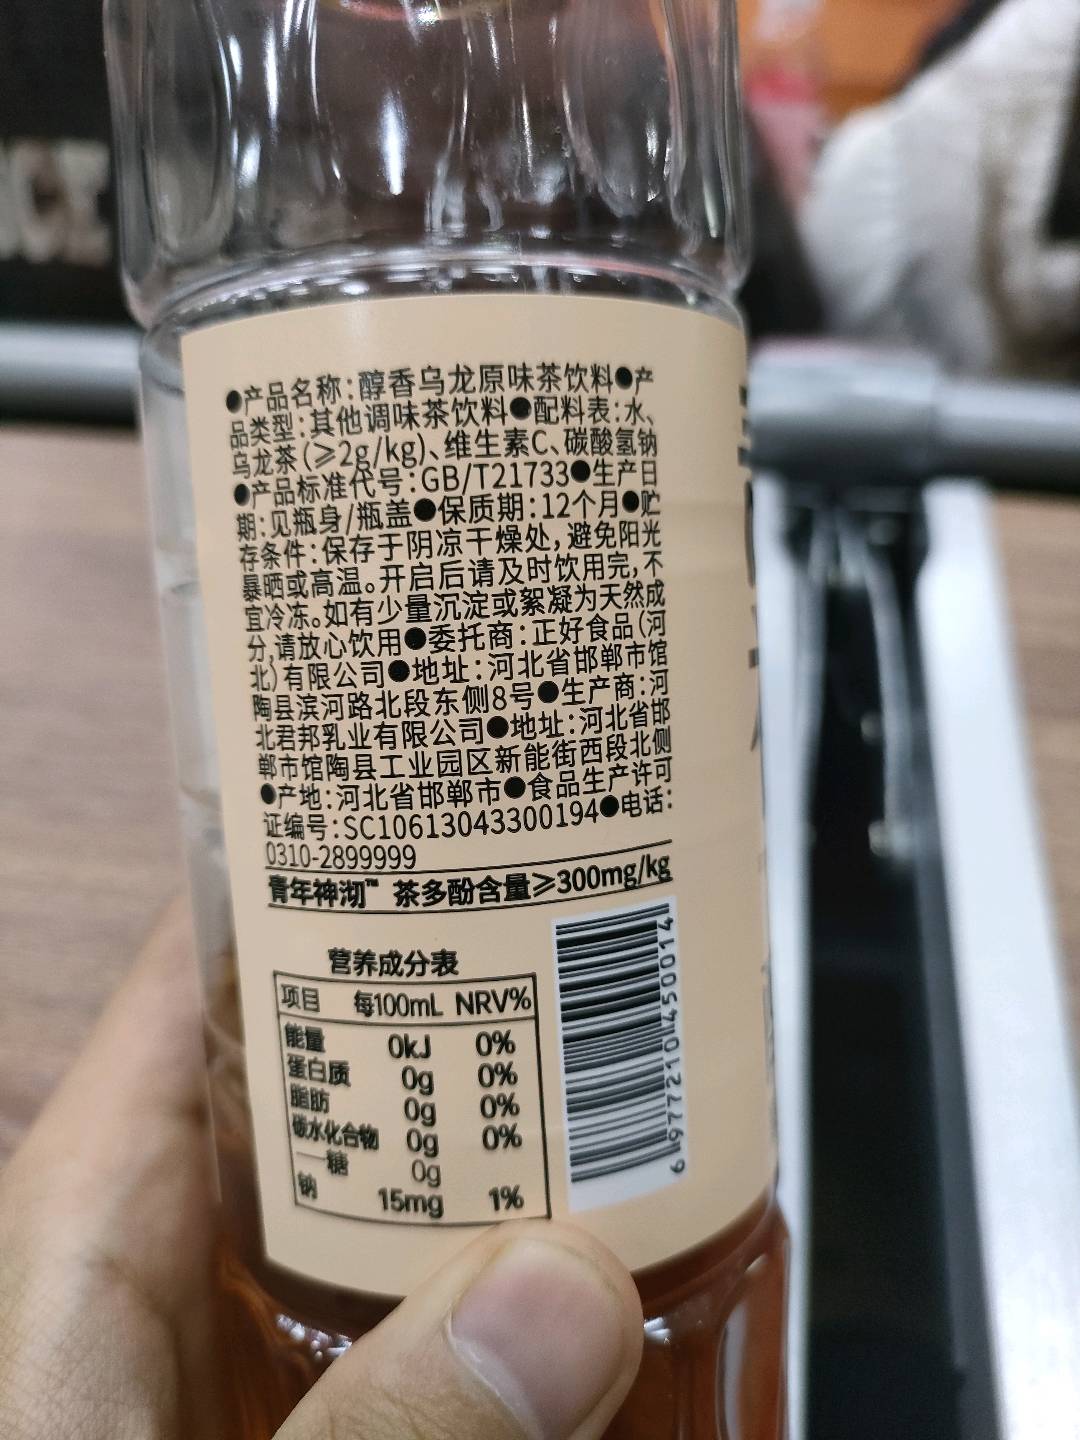 ●产品名称:醇香乌龙原味茶饮料●产
品类型:其他调味茶饮料●配料表:水、
乌龙茶(≥2g/kg)、维生素C、碳酸氢钠
●产品标准代号:GB/T21733●生产日
期:见瓶身/瓶盖●保质期:12个月●贮
存条件:保存于阴凉干燥处,避免阳光
暴晒或高温。开启后请及时饮用完,不
宜冷冻。如有少量沉淀或絮凝为天然成
分,请放心饮用●委托商:正好食品(河
北)有限公司●地址:河北省邯郸市馆
陶县滨河路北段东侧8号●生产商:河
北君邦乳业有限公司●地址:河北省邯
郸市馆陶县工业园区新能街西段北侧
●产地:河北省邯郸市●食品生产许可
证编号:SC10613043300194●电话:
0310-2899999
青年神沏™ 茶多酚含量≥300mg/kg
营养成分表
项目 每100mL NRV%
能量 0kJ 0%
蛋白质 0g 0%
脂肪 0g 0%
碳水化合物 0g 0%
—糖 0g
钠 15mg 1%
6977210450014